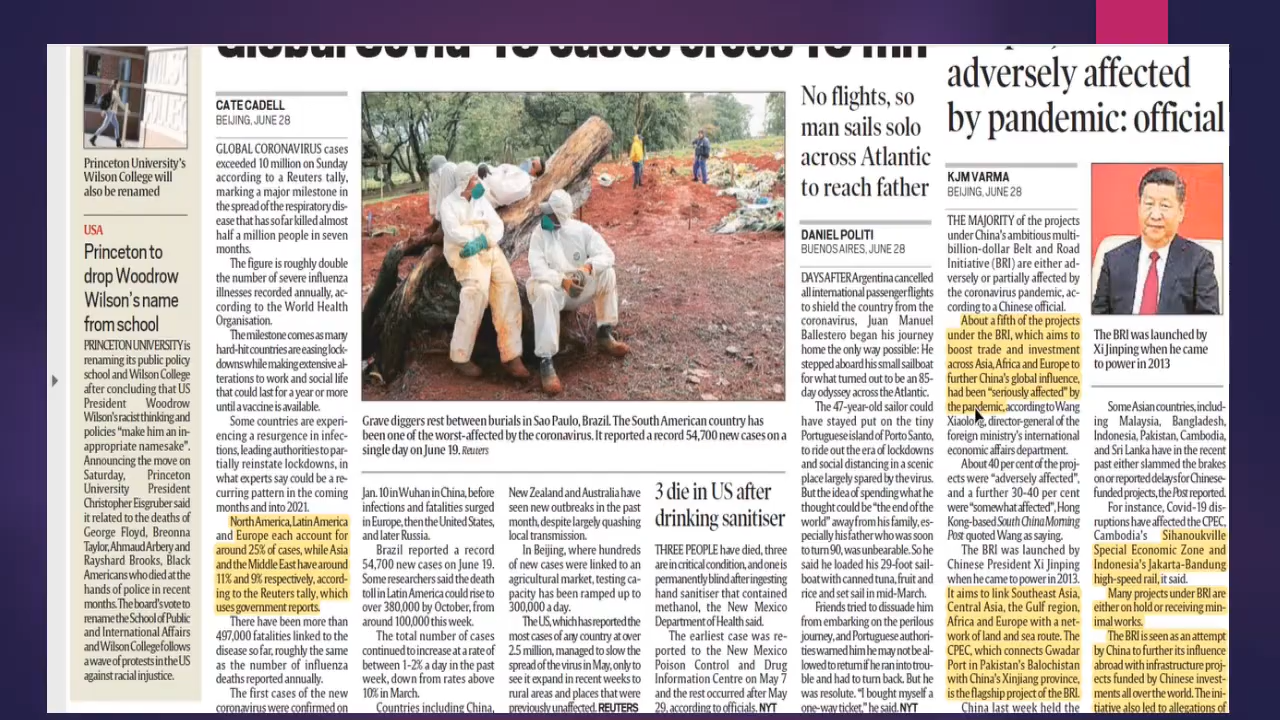 Princeton University's
Wilson College will
also be renamed
USA
Princeton to
drop Woodrow
Wilson's name
from school
PRINCETON UNIVERSITY is
renaming its public policy
school and Wilson College
after concluding that US
President Woodrow
Wilson's racist thinking and
policies "make him an in-
appropriate namesake".
Announcing the move on
Saturday, Princeton
University President
Christopher Eisgruber said
it related to the deaths of
George Floyd, Breonna
Taylor, Ahmaud Arbery and
Rayshard Brooks, Black
Americans who died at the
hands of police in recent
months. The board's vote to
rename the School of Public
and International Affairs
and Wilson College follows
a wave of protests in the US
against racial injustice.
Global Covid-19 cases cross 10 mn
CATE CADELL
BEIJING, JUNE 28
GLOBAL CORONAVIRUS cases
exceeded 10 million on Sunday
according to a Reuters tally,
marking a major milestone in
the spread of the respiratory dis-
ease that has so far killed almost
half a million people in seven
months.
The figure is roughly double
the number of severe influenza
illnesses recorded annually, ac-
cording to the World Health
Organisation.
The milestone comes as many
hard-hit countries are easing lock-
downs while making extensive al-
terations to work and social life
that could last for a year or more
until a vaccine is available.
Some countries are experi-
encing a resurgence in infec-
tions, leading authorities to par-
tially reinstate lockdowns, in
what experts say could be a re-
curring pattern in the coming
months and into 2021.
North America, Latin America
and Europe each account for
around 25% of cases, while Asia
and the Middle East have around
11% and 9% respectively, accord-
ing to the Reuters tally, which
uses government reports.
There have been more than
497,000 fatalities linked to the
disease so far, roughly the same
as the number of influenza
deaths reported annually.
The first cases of the new
coronavirus were confirmed on
Grave diggers rest between burials in Sao Paulo, Brazil. The South American country has
been one of the worst-affected by the coronavirus. It reported a record 54,700 new cases on a
single day on June 19. Reuters
Jan. 10 in Wuhan in China, before
infections and fatalities surged
in Europe, then the United States,
and later Russia.
Brazil reported a record
54,700 new cases on June 19.
Some researchers said the death
toll in Latin America could rise to
over 380,000 by October, from
around 100,000 this week.
The total number of cases
continued to increase at a rate of
between 1-2% a day in the past
week, down from rates above
10% in March.
Countries including China,
New Zealand and Australia have
seen new outbreaks in the past
month, despite largely quashing
local transmission.
In Beijing, where hundreds
of new cases were linked to an
agricultural market, testing ca-
pacity has been ramped up to
300,000 a day.
The US, which has reported the
most cases of any country at over
2.5 million, managed to slow the
spread of the virus in May, only to
see it expand in recent weeks to
rural areas and places that were
previously unaffected. REUTERS
3 die in US after
drinking sanitiser
THREE PEOPLE have died, three
are in critical condition, and one is
permanently blind after ingesting
hand sanitiser that contained
methanol, the New Mexico
Department of Health said.
The earliest case was re-
ported to the New Mexico
Poison Control and Drug
Information Centre on May 7
and the rest occurred after May
29, according to officials. NYT
No flights, so
man sails solo
across Atlantic
to reach father
DANIEL POLITI
BUENOS AIRES, JUNE 28
DAYS AFTER Argentina cancelled
all international passenger flights
to shield the country from the
coronavirus, Juan Manuel
Ballestero began his journey
home the only way possible: He
stepped aboard his small sailboat
for what turned out to be an 85-
day odyssey across the Atlantic.
The 47-year-old sailor could
have stayed put on the tiny
Portuguese island of Porto Santo,
to ride out the era of lockdowns
and social distancing in a scenic
place largely spared by the virus.
But the idea of spending what he
thought could be "the end of the
world" away from his family, es-
pecially his father who was soon
to turn 90, was unbearable. So he
said he loaded his 29-foot sail-
boat with canned tuna, fruit and
rice and set sail in mid-March.
Friends tried to dissuade him
from embarking on the perilous
journey, and Portuguese authori-
ties warned him he may not be al-
lowed to return if he ran into trou-
ble and had to turn back. But he
was resolute. "I bought myself a
one-way ticket," he said. NYT
adversely affected
by pandemic: official
KJM VARMA
BEIJING, JUNE 28
THE MAJORITY of the projects
under China's ambitious multi-
billion-dollar Belt and Road
Initiative (BRI) are either ad-
versely or partially affected by
the coronavirus pandemic, ac-
cording to a Chinese official.
About a fifth of the projects
under the BRI, which aims to
boost trade and investment
across Asia, Africa and Europe to
further China's global influence,
had been "seriously affected" by
the pandemic, according to Wang
Xiaolong, director-general of the
foreign ministry's international
economic affairs department.
About 40 per cent of the proj-
ects were "adversely affected",
and a further 30-40 per cent
were "somewhat affected", Hong
Kong-based South China Morning
Post quoted Wang as saying.
The BRI was launched by
Chinese President Xi Jinping
when he came to power in 2013.
It aims to link Southeast Asia,
Central Asia, the Gulf region,
Africa and Europe with a net-
work of land and sea route. The
CPEC, which connects Gwadar
Port in Pakistan's Balochistan
with China's Xinjiang province,
is the flagship project of the BRI.
China last week held the
The BRI was launched by
Xi Jinping when he came
to power in 2013
Some Asian countries, includ-
ing Malaysia, Bangladesh,
Indonesia, Pakistan, Cambodia,
and Sri Lanka have in the recent
past either slammed the brakes
on or reported delays for Chinese-
funded projects, the Post reported.
For instance, Covid-19 dis-
ruptions have affected the CPEC,
Cambodia's Sihanoukville
Special Economic Zone and
Indonesia's Jakarta-Bandung
high-speed rail, it said.
Many projects under BRI
are either on hold or receiving min-
imal works.
The BRI is seen as an attempt
by China to further its influence
abroad with infrastructure proj-
ects funded by Chinese invest-
ments all over the world. The ini-
tiative also led to allegations of